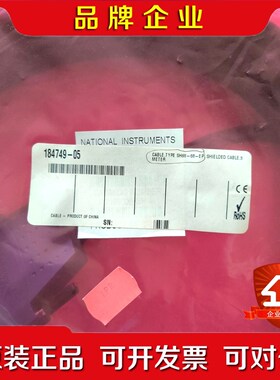 品牌企业
NATIONAL INSTRUMENTS
184749-05
CABLE TYPE SH68-68-EP, SHIELDED CABLE, 5
METER
CE
RoHS
CABLE - PRODUCT OF CHINA
SN:
企业
装正品 可开发票 可对